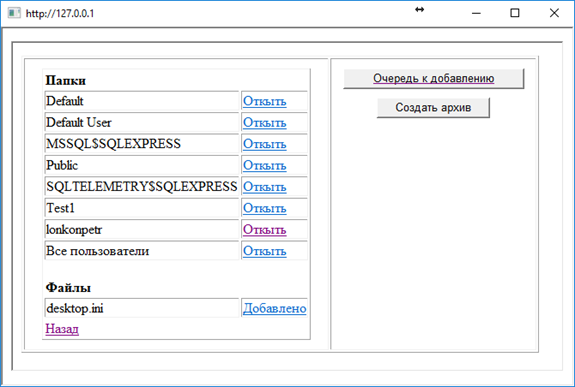 http://127.0.0.1
Папки
Default Откыть
Default User Откыть
MSSQL$SQLEXPRESS Откыть
Public Откыть
SQLTELEMETRY$SQLEXPRESS Откыть
Test1 Откыть
lonkonpetr Откыть
Все пользователи Откыть
Файлы
desktop.ini Добавлено
Назад
Очередь к добавлению
Создать архив